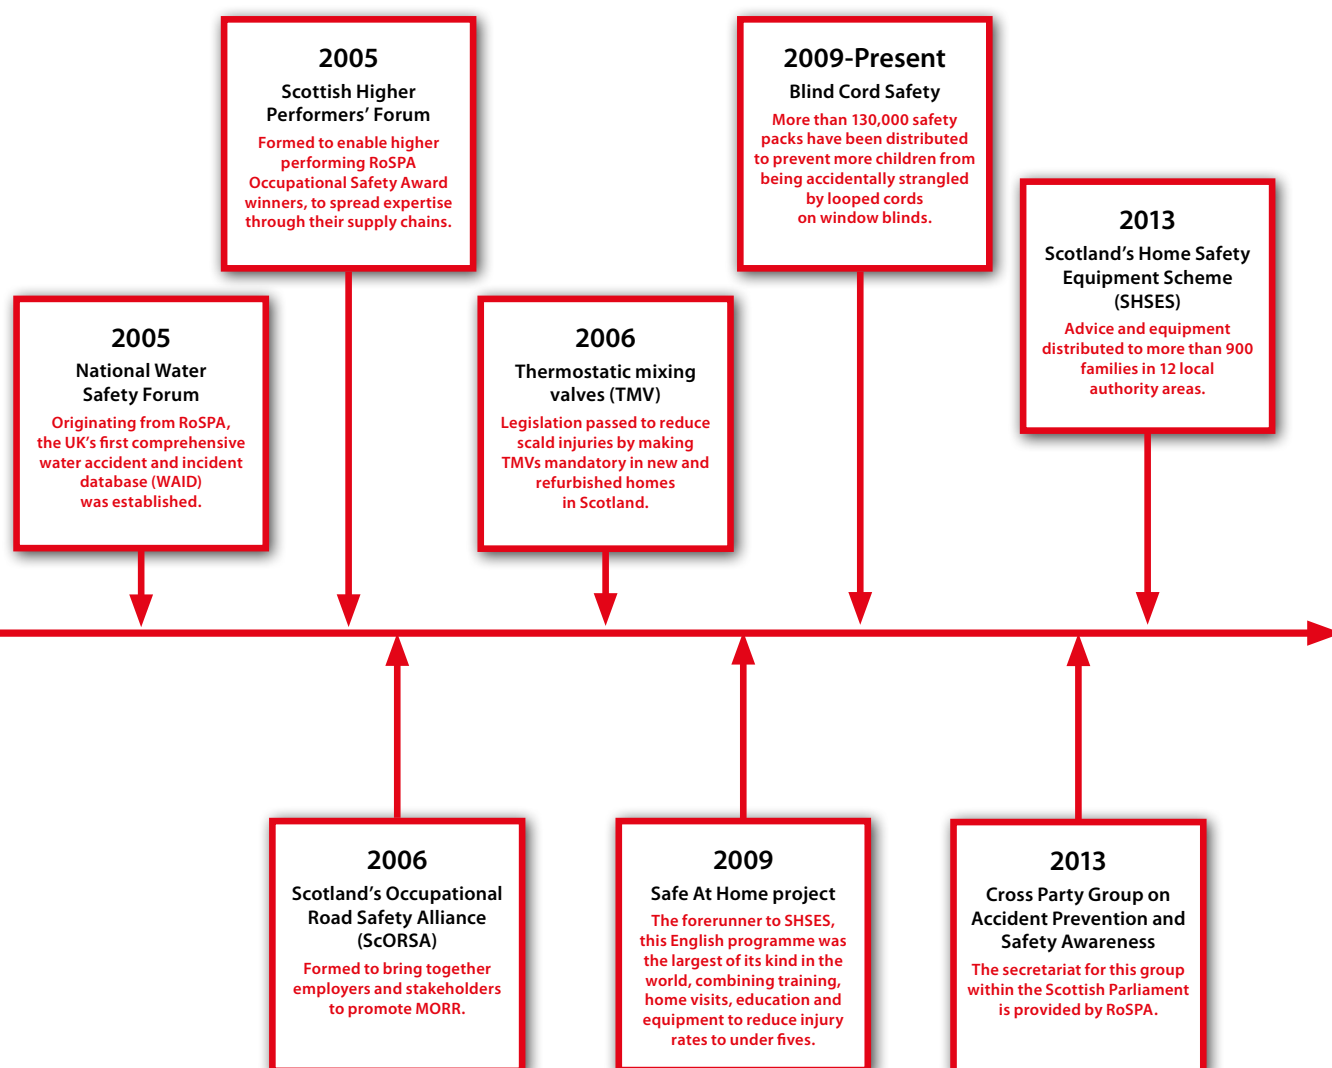 2005
Scottish Higher
Performers’ Forum
Formed to enable higher
performing RoSPA
Occupational Safety Award
winners, to spread expertise
through their supply chains.
2009-Present
Blind Cord Safety
More than 130,000 safety
packs have been distributed
to prevent more children from
being accidentally strangled
by looped cords
on window blinds.
2013
Scotland’s Home Safety
Equipment Scheme
(SHSES)
Advice and equipment
distributed to more than 900
families in 12 local
authority areas.
2005
National Water
Safety Forum
Originating from RoSPA,
the UK’s first comprehensive
water accident and incident
database (WAID)
was established.
2006
Thermostatic mixing
valves (TMV)
Legislation passed to reduce
scald injuries by making
TMVs mandatory in new and
refurbished homes
in Scotland.
2006
Scotland’s Occupational
Road Safety Alliance
(ScORSA)
Formed to bring together
employers and stakeholders
to promote MORR.
2009
Safe At Home project
The forerunner to SHSES,
this English programme was
the largest of its kind in the
world, combining training,
home visits, education and
equipment to reduce injury
rates to under fives.
2013
Cross Party Group on
Accident Prevention and
Safety Awareness
The secretariat for this group
within the Scottish Parliament
is provided by RoSPA.